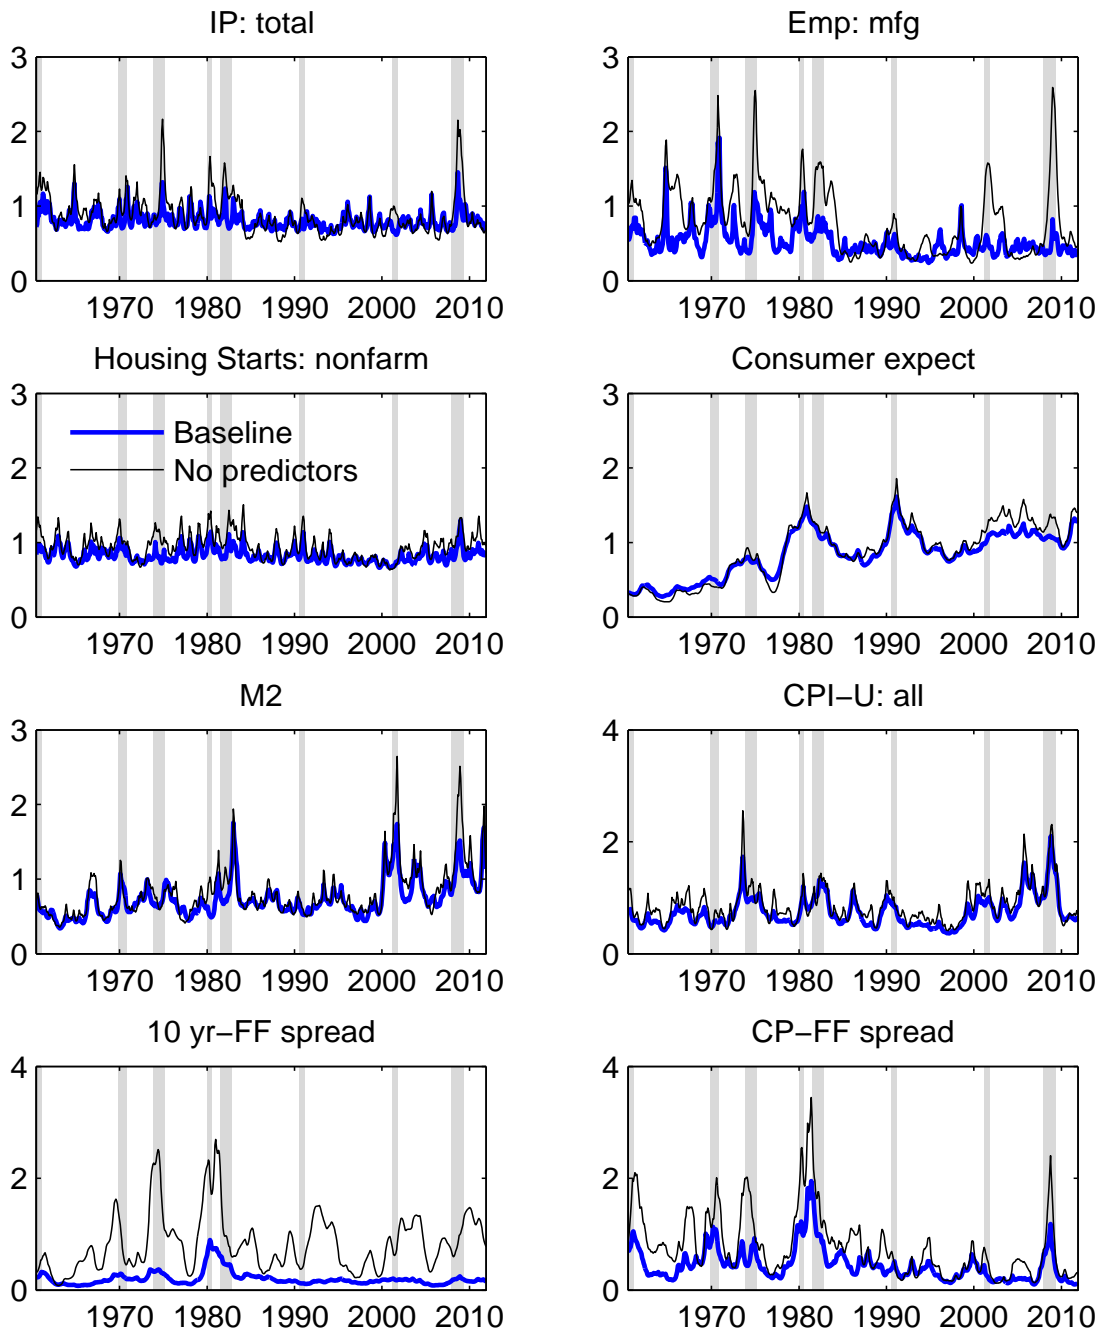 IP: total
Emp: mfg
3
2
1
0
1970 1980 1990 2000 2010
3
2
1
0
1970 1980 1990 2000 2010
Housing Starts: nonfarm
Consumer expect
3
2
1
0
Baseline
No predictors
1970 1980 1990 2000 2010
3
2
1
0
1970 1980 1990 2000 2010
M2
CPI−U: all
3
2
1
0
1970 1980 1990 2000 2010
4
2
0
1970 1980 1990 2000 2010
10 yr−FF spread
CP−FF spread
4
2
0
1970 1980 1990 2000 2010
4
2
0
1970 1980 1990 2000 2010